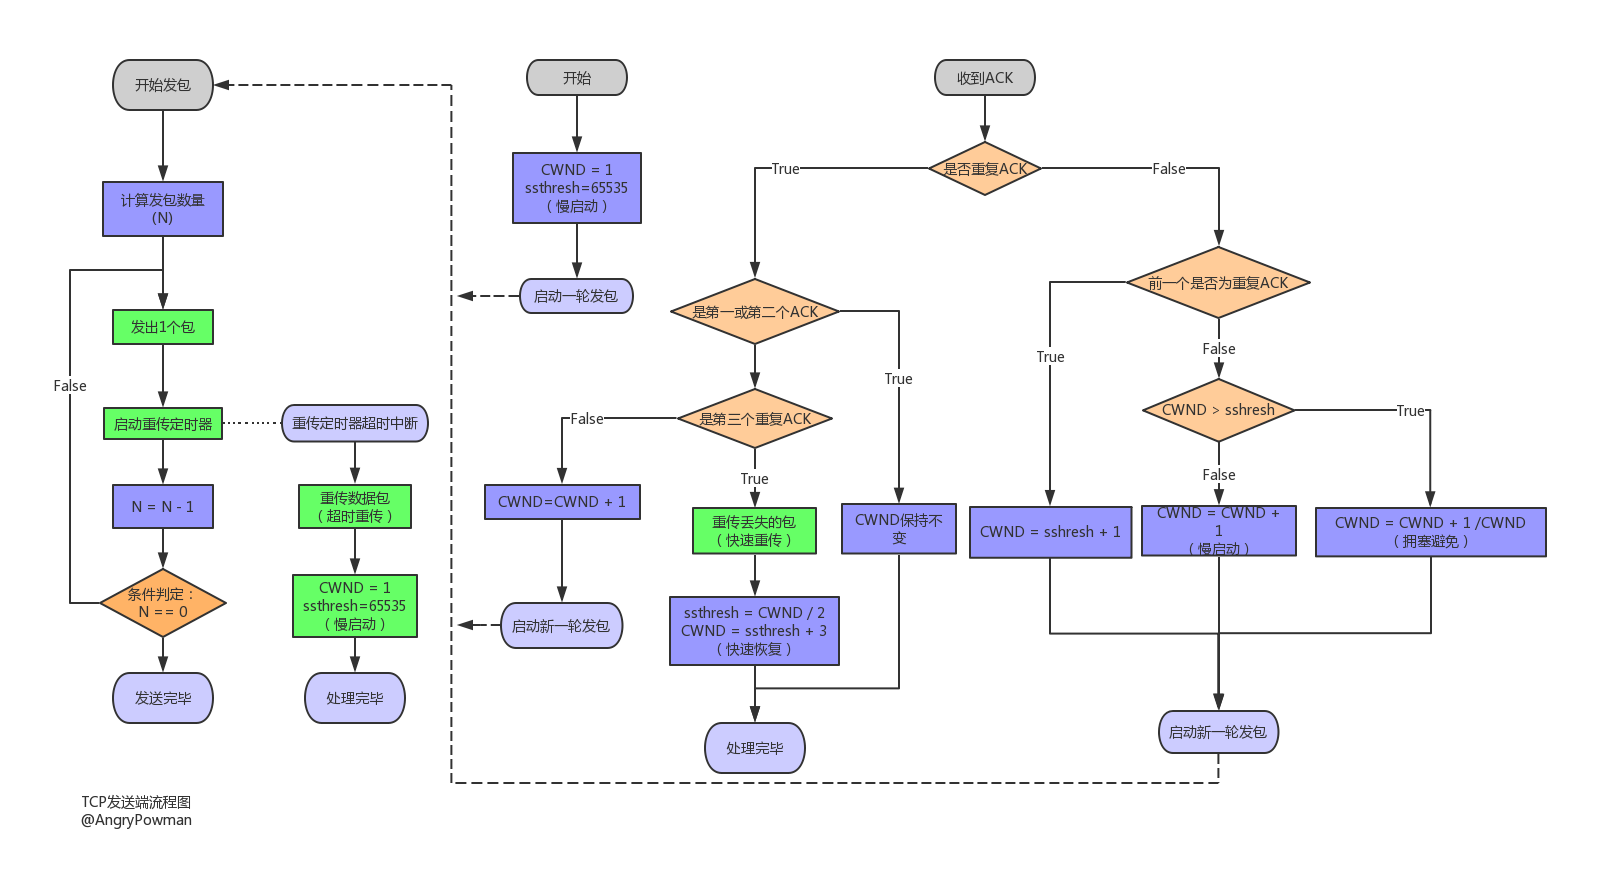 开始发包
计算发包数量
(N)
发出1个包
False
启动重传定时器
N = N - 1
条件判定：
N == 0
发送完毕
重传定时器超时中断
重传数据包
（超时重传）
CWND = 1
ssthresh=65535
（慢启动）
处理完毕
开始
CWND = 1
ssthresh=65535
（慢启动）
启动一轮发包
收到ACK
是否重复ACK
True
False
是第一或第二个ACK
True
是第三个重复ACK
False
True
CWND=CWND + 1
启动新一轮发包
重传丢失的包
（快速重传）
ssthresh = CWND / 2
CWND = ssthresh + 3
（快速恢复）
CWND保持不
变
处理完毕
前一个是否为重复ACK
True
False
CWND > sshresh
True
False
CWND = sshresh + 1
CWND = CWND +
1
（慢启动）
CWND = CWND + 1 /CWND
（拥塞避免）
启动新一轮发包
TCP发送端流程图
@AngryPowman